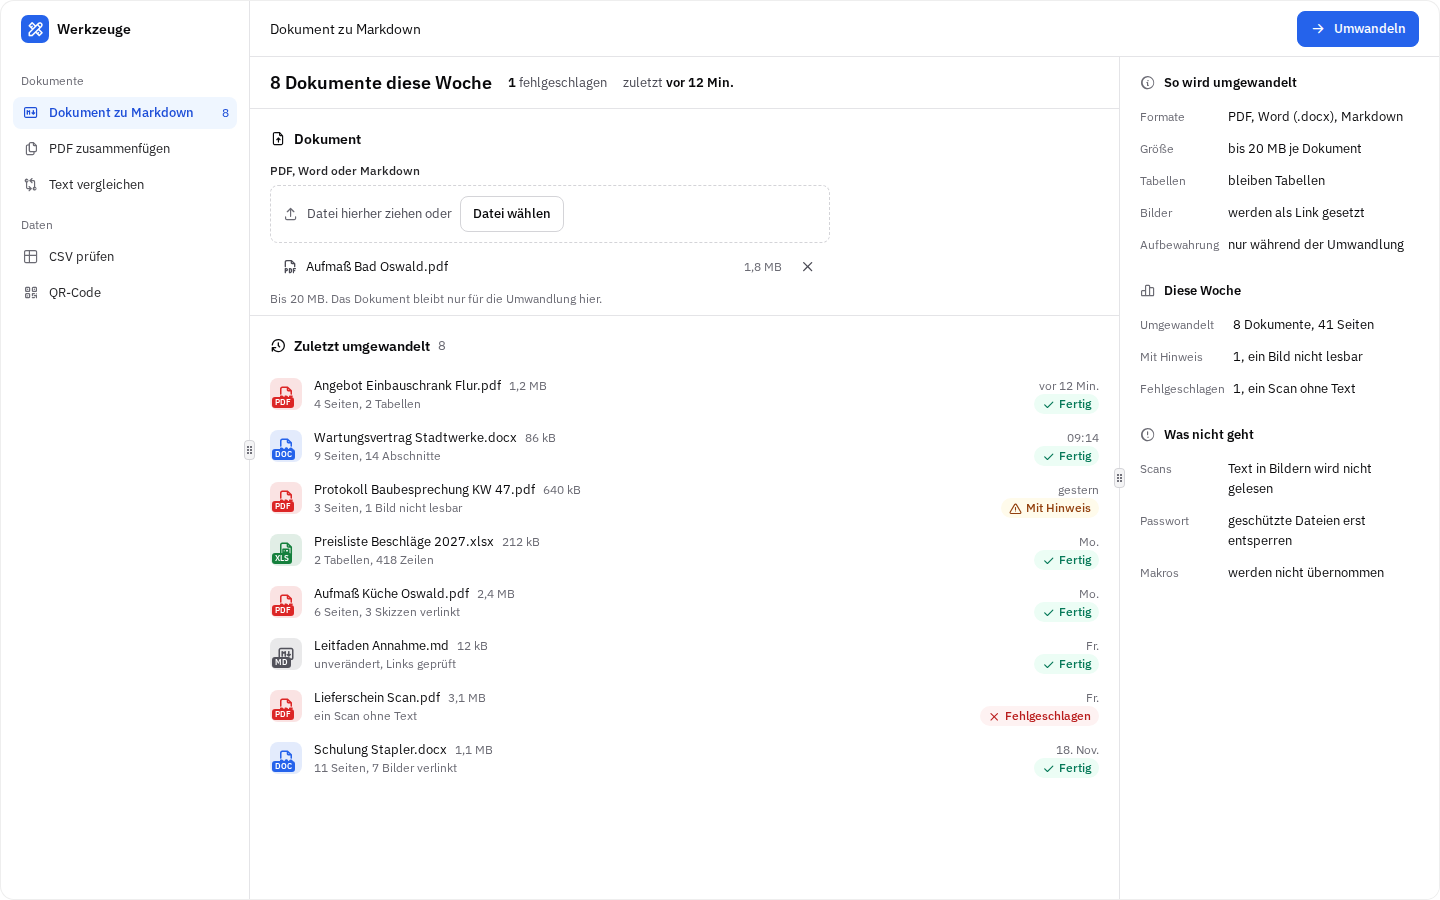 Werkzeuge
Dokumente
Dokument zu Markdown 8
PDF zusammenfügen
Text vergleichen
Daten
CSV prüfen
QR-Code
Dokument zu Markdown
Umwandeln
8 Dokumente diese Woche 1 fehlgeschlagen zuletzt vor 12 Min.
Dokument
PDF, Word oder Markdown
Datei hierher ziehen oder Datei wählen
PDF Aufmaß Bad Oswald.pdf 1,8 MB
Bis 20 MB. Das Dokument bleibt nur für die Umwandlung hier.
Zuletzt umgewandelt 8
Angebot Einbauschrank Flur.pdf 1,2 MB vor 12 Min.
PDF 4 Seiten, 2 Tabellen Fertig
Wartungsvertrag Stadtwerke.docx 86 kB 09:14
DOC 9 Seiten, 14 Abschnitte Fertig
Protokoll Baubesprechung KW 47.pdf 640 kB gestern
PDF 3 Seiten, 1 Bild nicht lesbar Mit Hinweis
Preisliste Beschläge 2027.xlsx 212 kB Mo.
XLS 2 Tabellen, 418 Zeilen Fertig
Aufmaß Küche Oswald.pdf 2,4 MB Mo.
PDF 6 Seiten, 3 Skizzen verlinkt Fertig
Leitfaden Annahme.md 12 kB Fr.
MD unverändert, Links geprüft Fertig
Lieferschein Scan.pdf 3,1 MB Fr.
PDF ein Scan ohne Text Fehlgeschlagen
Schulung Stapler.docx 1,1 MB 18. Nov.
DOC 11 Seiten, 7 Bilder verlinkt Fertig
So wird umgewandelt
Formate PDF, Word (.docx), Markdown
Größe bis 20 MB je Dokument
Tabellen bleiben Tabellen
Bilder werden als Link gesetzt
Aufbewahrung nur während der Umwandlung
Diese Woche
Umgewandelt 8 Dokumente, 41 Seiten
Mit Hinweis 1, ein Bild nicht lesbar
Fehlgeschlagen 1, ein Scan ohne Text
Was nicht geht
Scans Text in Bildern wird nicht
gelesen
Passwort geschützte Dateien erst
entsperren
Makros werden nicht übernommen